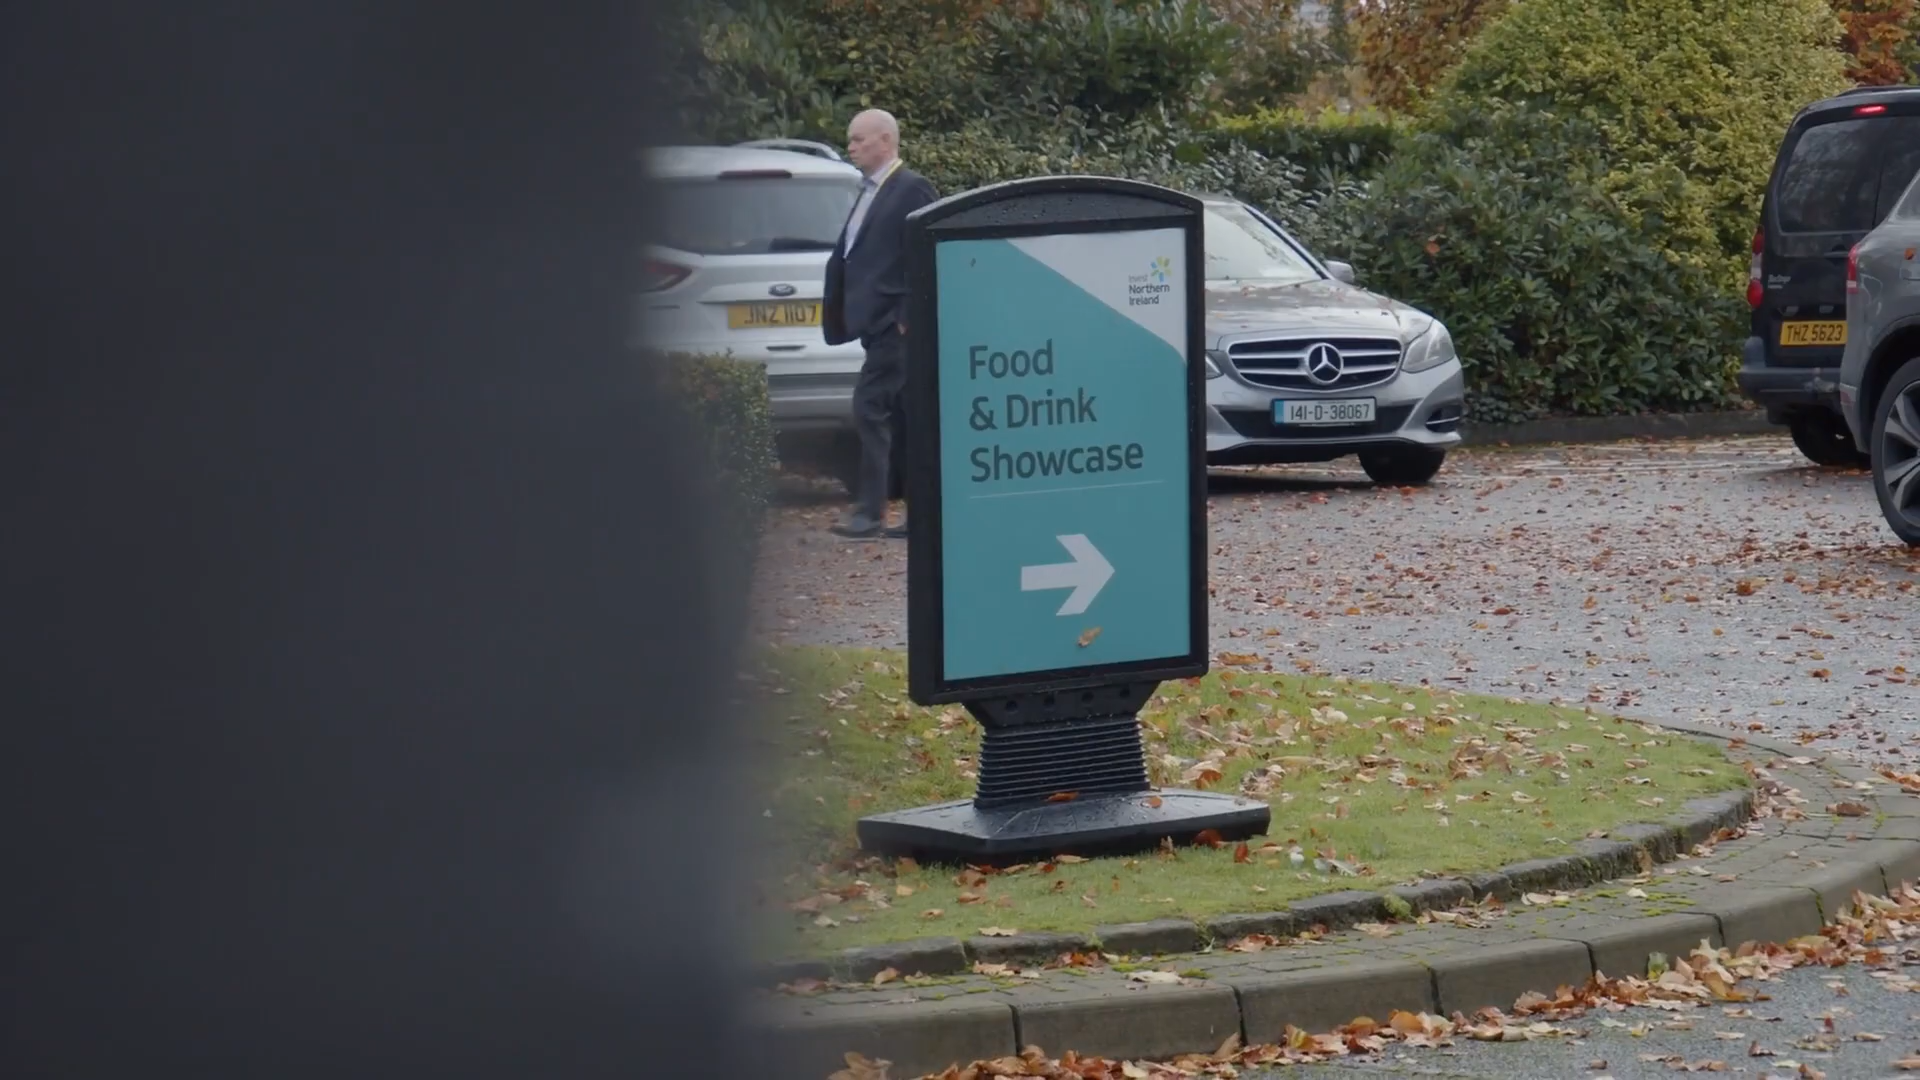 Invest
Northern
Ireland
Food
& Drink
Showcase
JNZ 1107
141-D-38067
THZ 5623